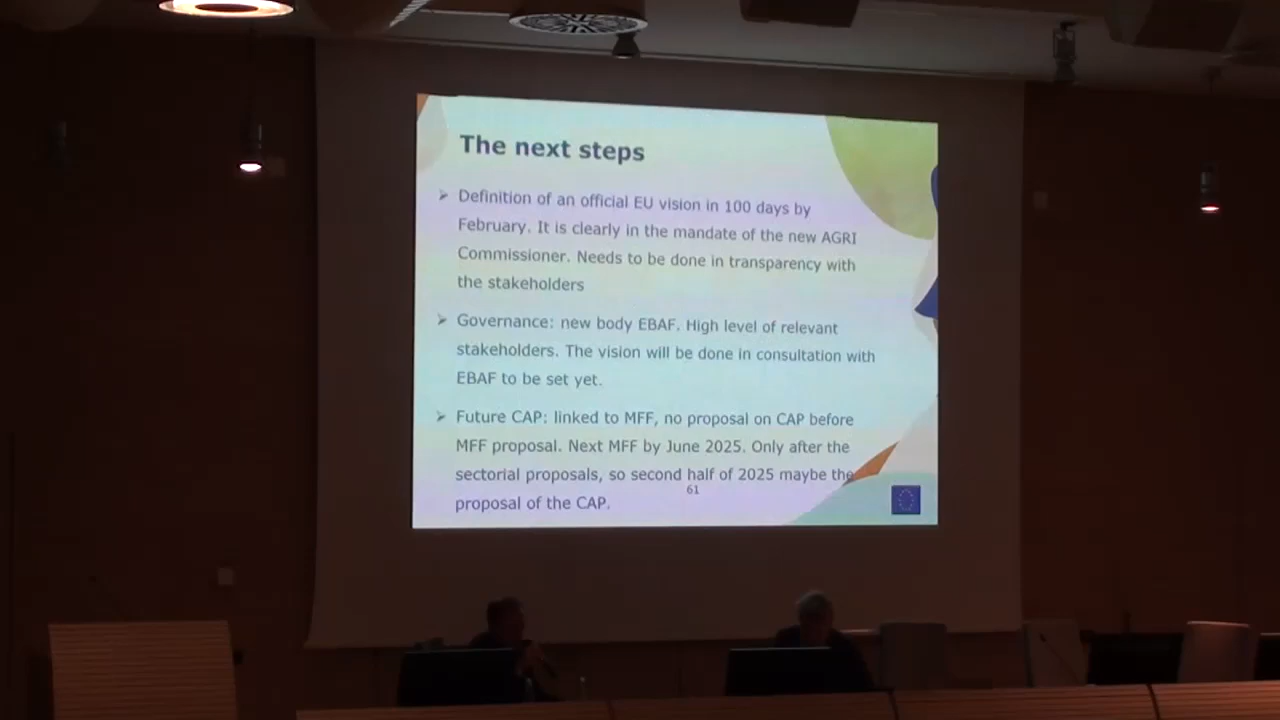 The next steps
➢ Definition of an official EU vision in 100 days by
February. It is clearly in the mandate of the new AGRI
Commissioner. Needs to be done in transparency with
the stakeholders
➢ Governance: new body EBAF. High level of relevant
stakeholders. The vision will be done in consultation with
EBAF to be set yet.
➢ Future CAP: linked to MFF, no proposal on CAP before
MFF proposal. Next MFF by June 2025. Only after the
sectorial proposals, so second half of 2025 maybe the
proposal of the CAP.
61